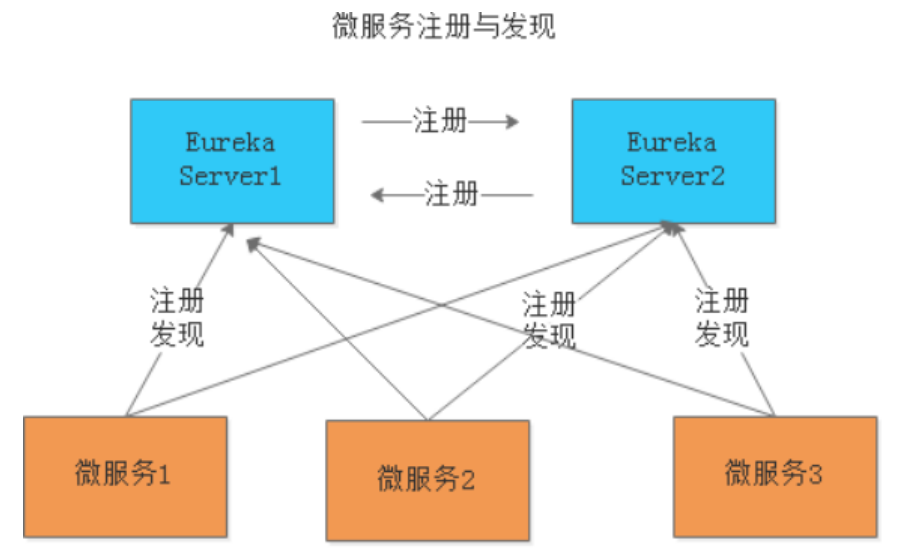 微服务注册与发现
Eureka
Server1
注册
注册
Eureka
Server2
注册
发现
注册
发现
注册
发现
微服务1
微服务2
微服务3